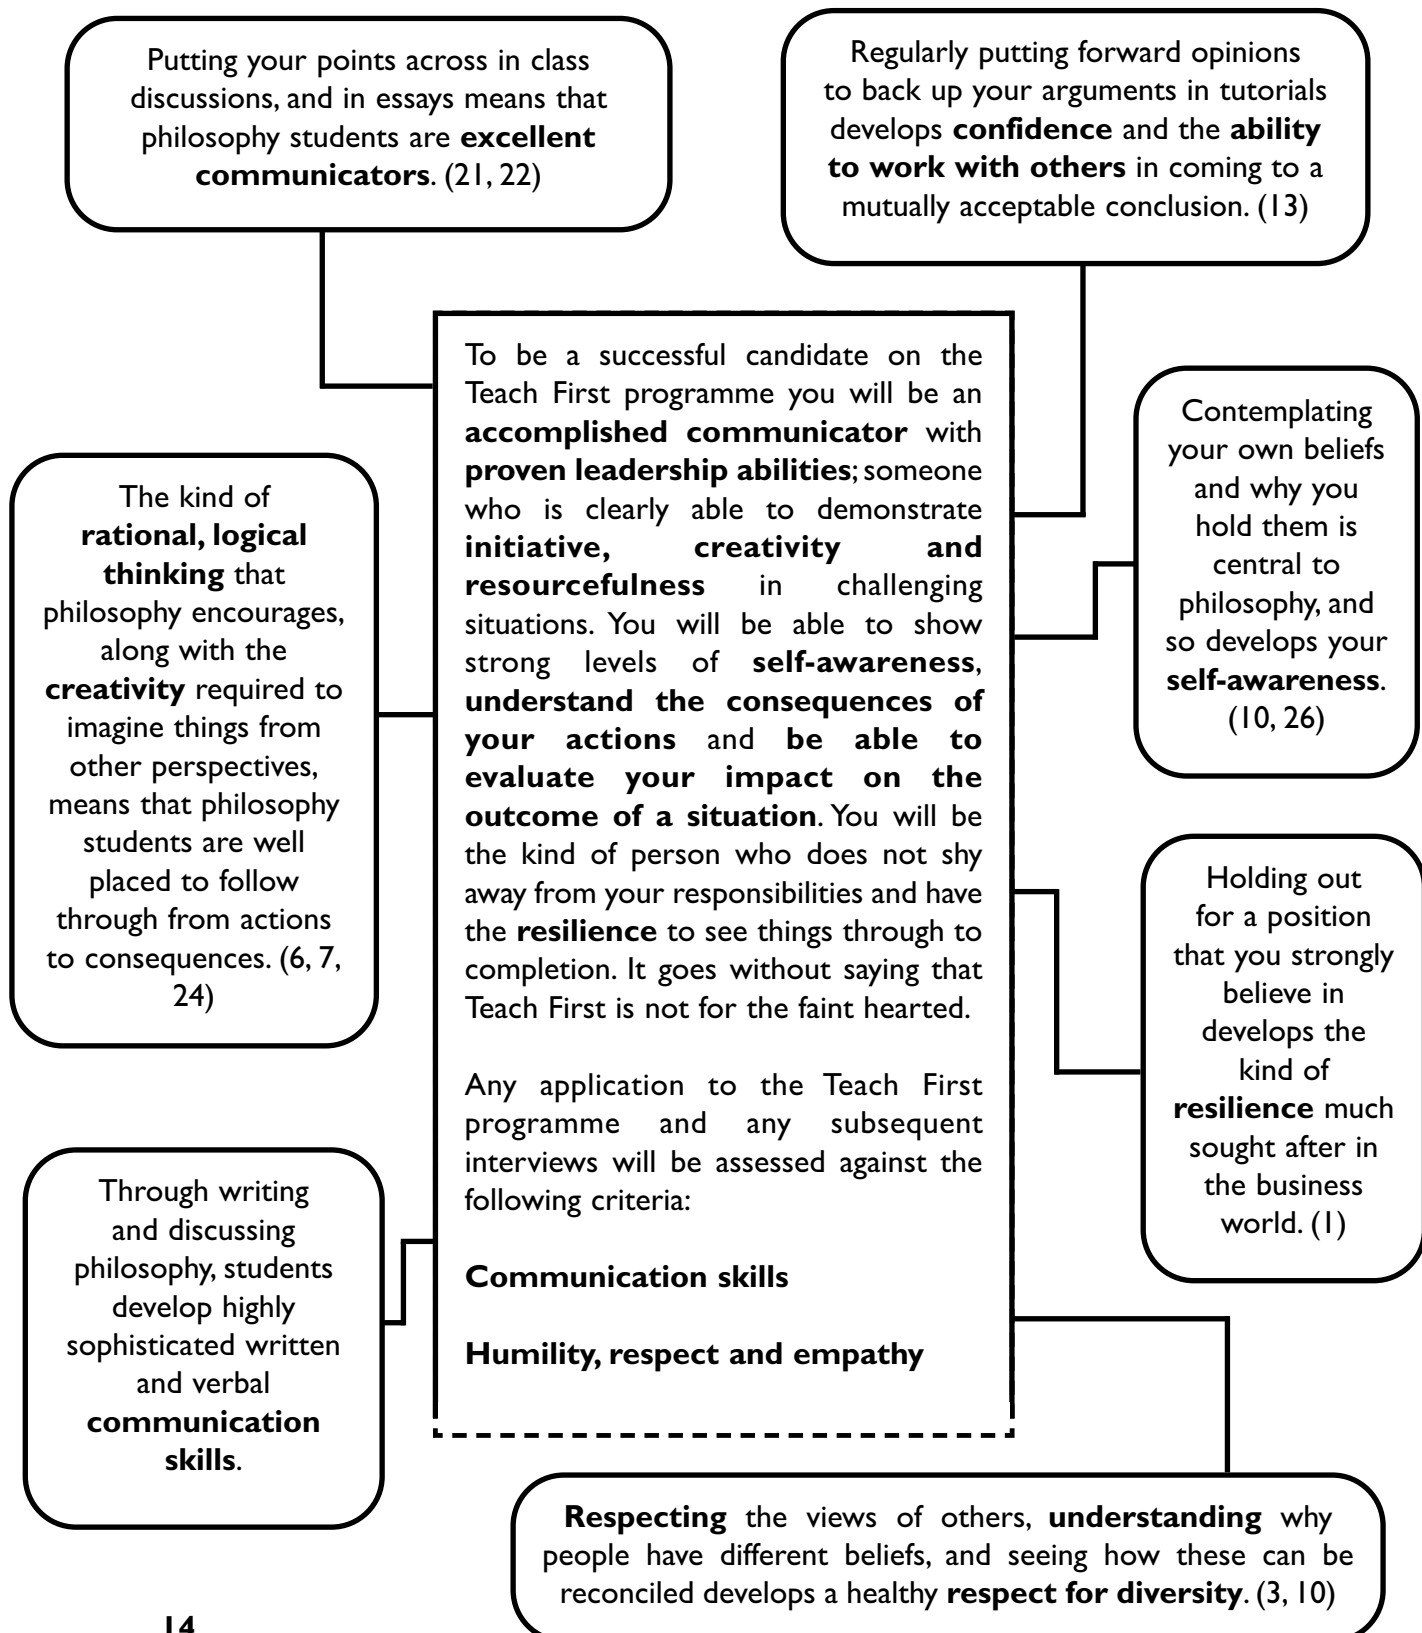 Putting your points across in class
discussions, and in essays means that
philosophy students are excellent
communicators. (21, 22)
Regularly putting forward opinions
to back up your arguments in tutorials
develops confidence and the ability
to work with others in coming to a
mutually acceptable conclusion. (13)
To be a successful candidate on the
Teach First programme you will be an
accomplished communicator with
proven leadership abilities; someone
who is clearly able to demonstrate
initiative, creativity and
resourcefulness in challenging
situations. You will be able to show
strong levels of self-awareness,
understand the consequences of
your actions and be able to
evaluate your impact on the
outcome of a situation. You will be
the kind of person who does not shy
away from your responsibilities and have
the resilience to see things through to
completion. It goes without saying that
Teach First is not for the faint hearted.
Any application to the Teach First
programme and any subsequent
interviews will be assessed against the
following criteria:
Communication skills
Humility, respect and empathy
Contemplating
your own beliefs
and why you
hold them is
central to
philosophy, and
so develops your
self-awareness.
(10, 26)
The kind of
rational, logical
thinking that
philosophy encourages,
along with the
creativity required to
imagine things from
other perspectives,
means that philosophy
students are well
placed to follow
through from actions
to consequences. (6, 7,
24)
Holding out
for a position
that you strongly
believe in
develops the
kind of
resilience much
sought after in
the business
world. (1)
Through writing
and discussing
philosophy, students
develop highly
sophisticated written
and verbal
communication
skills.
Respecting the views of others, understanding why
people have different beliefs, and seeing how these can be
reconciled develops a healthy respect for diversity. (3, 10)
14